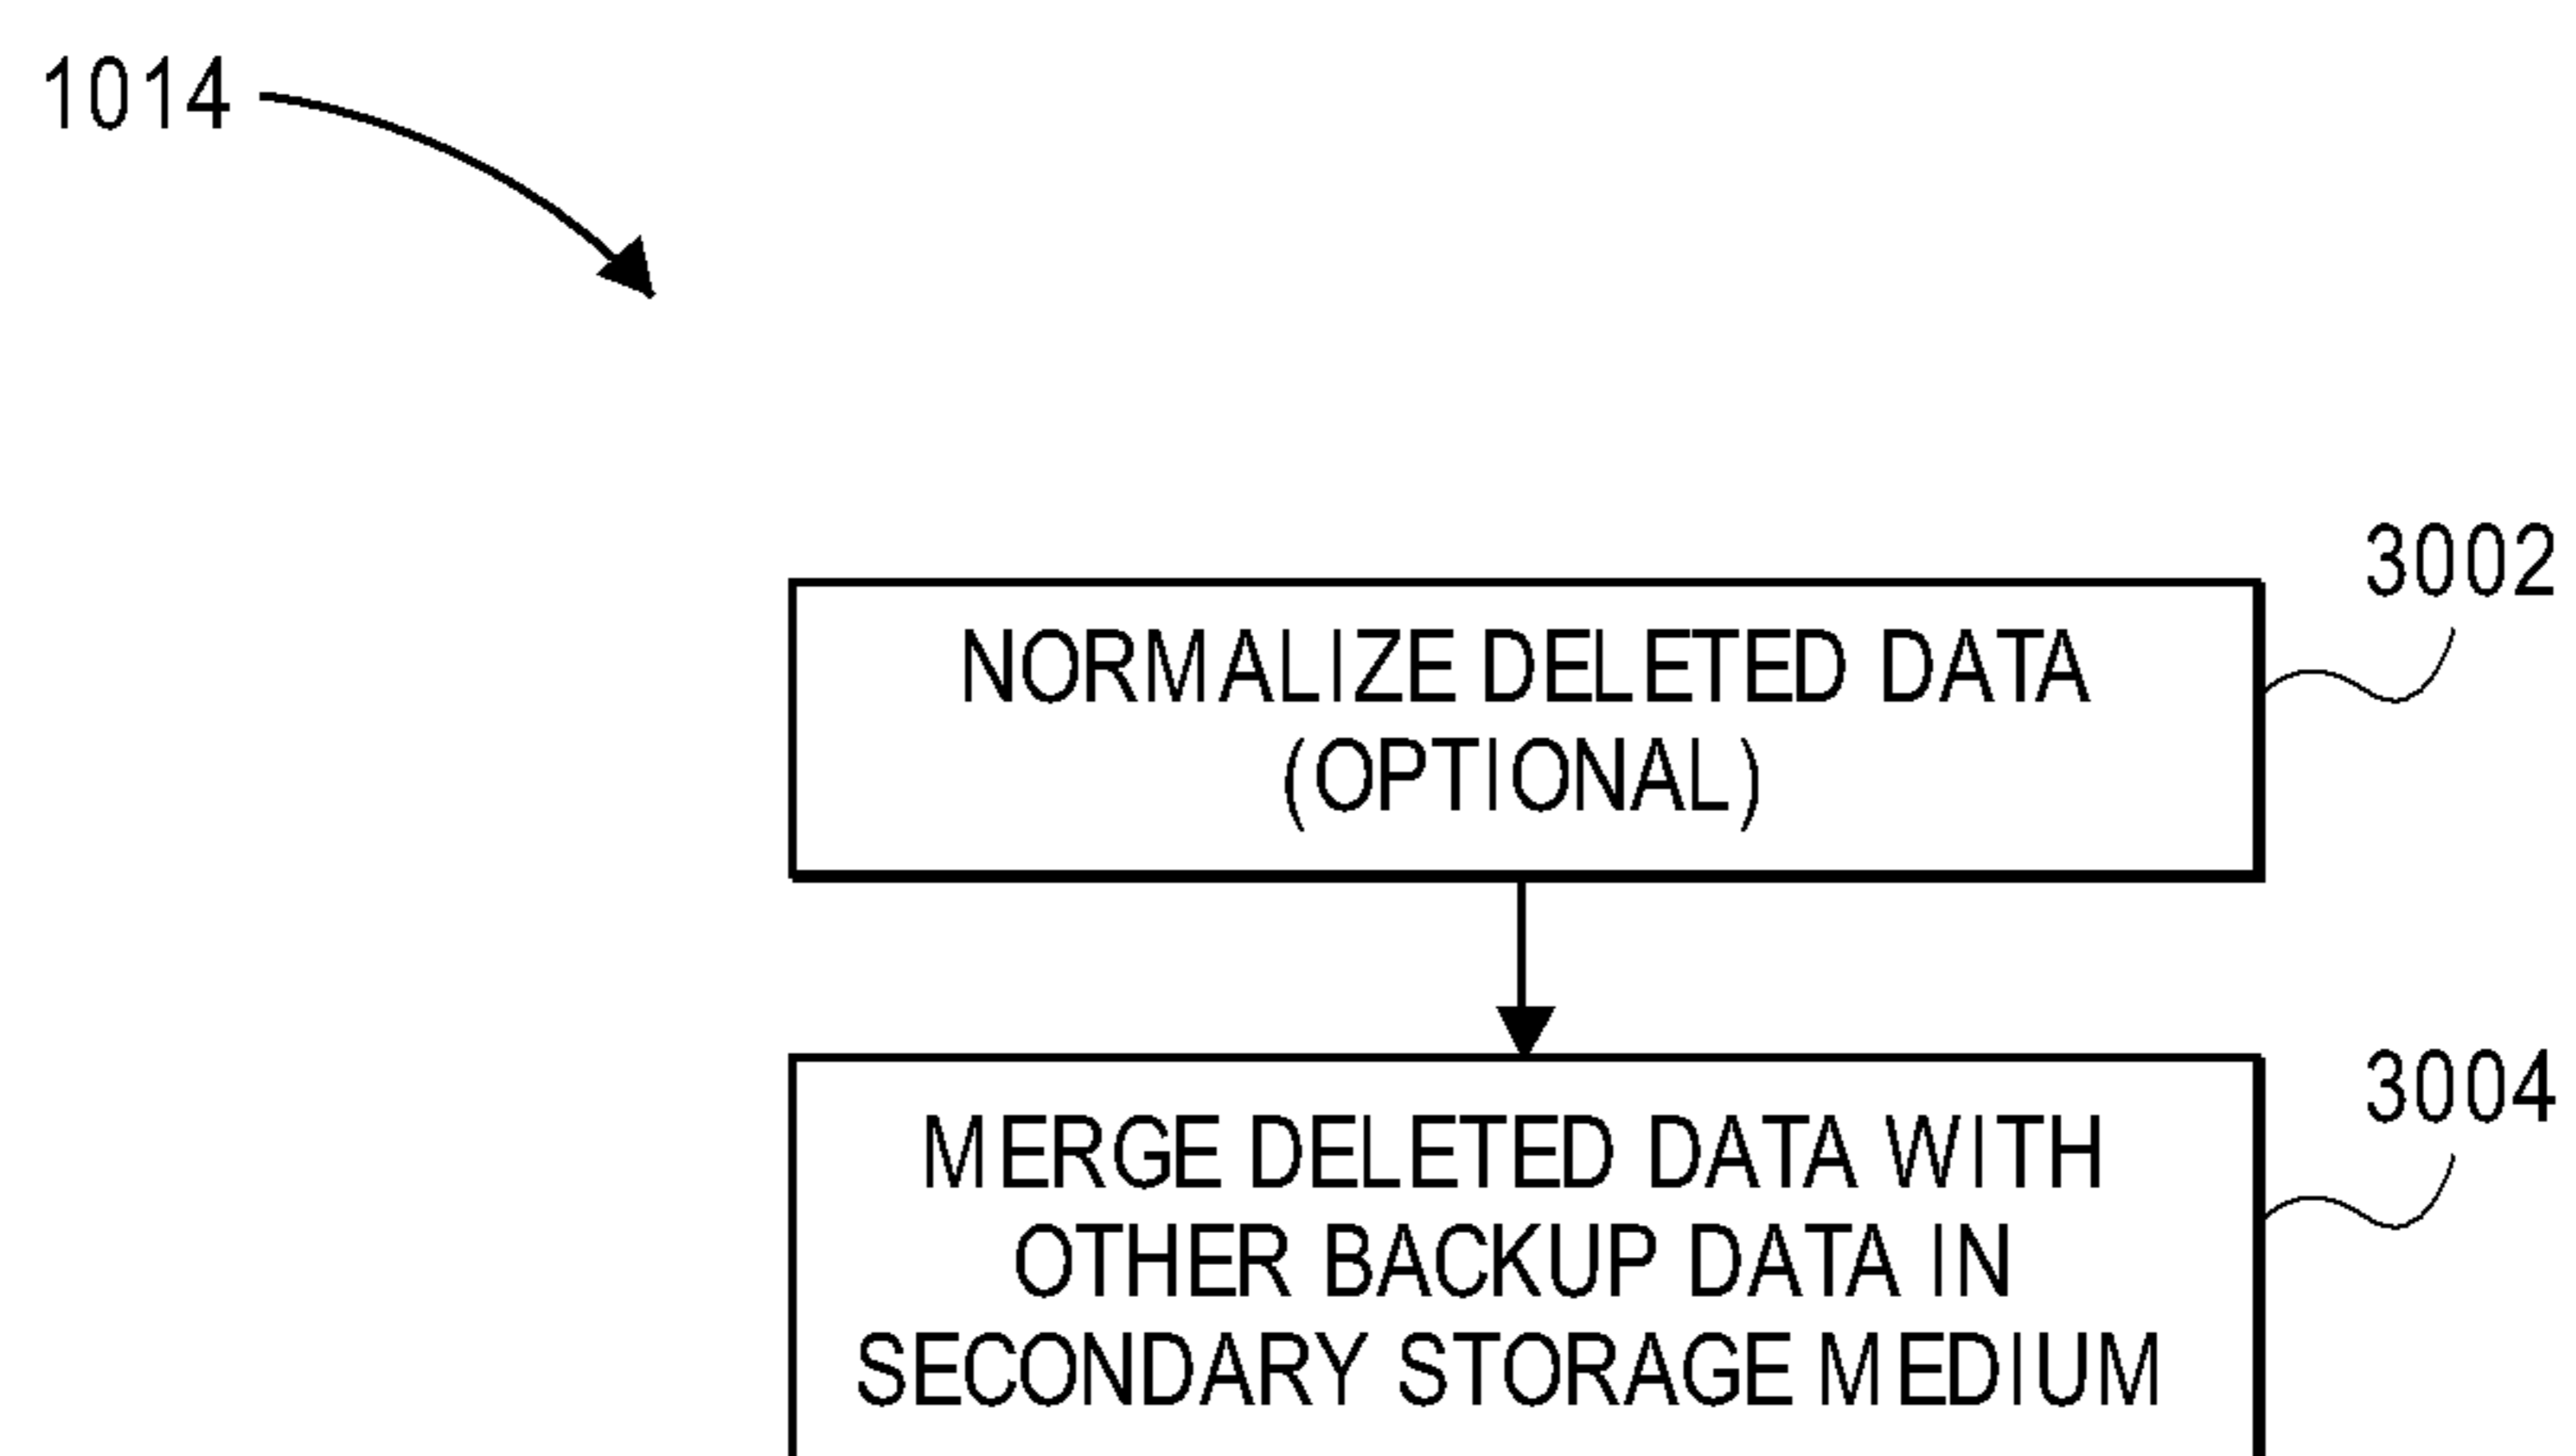 1014
3002
NORMALIZE DELETED DATA
(OPTIONAL)
3004
MERGE DELETED DATA WITH
OTHER BACKUP DATA IN
SECONDARY STORAGE MEDIUM